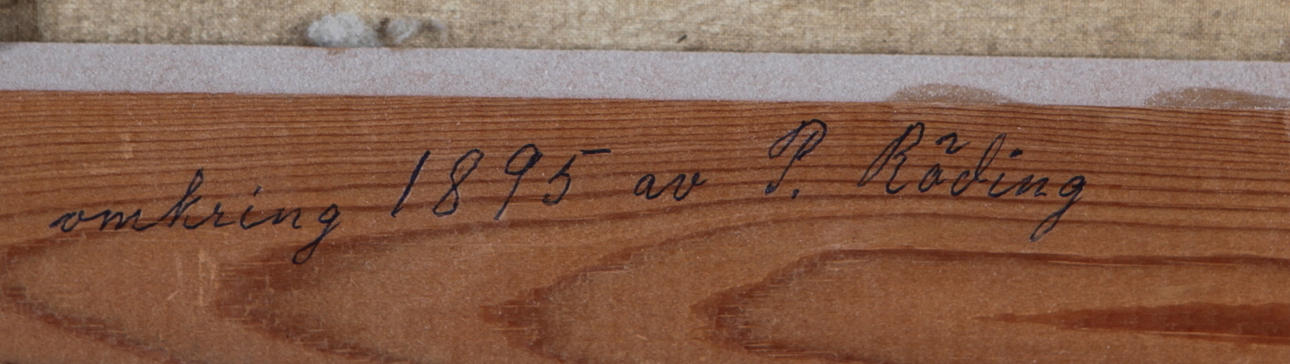 omkring 1895 av P. Röding